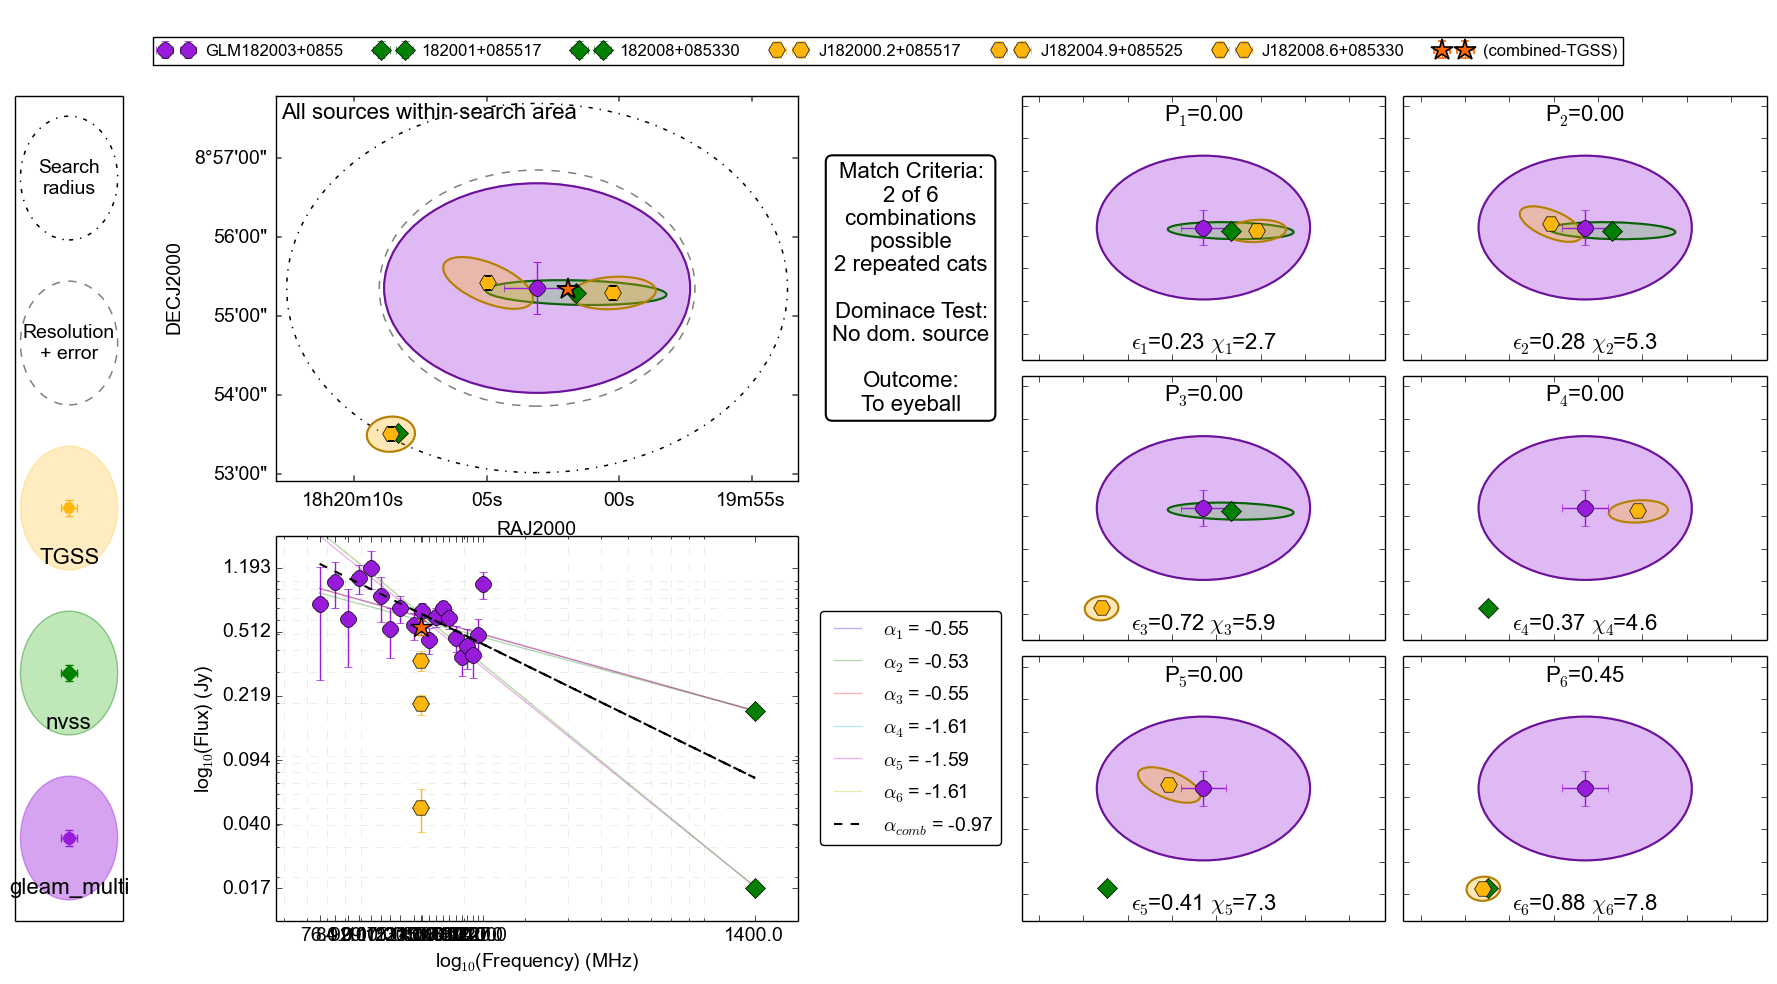 GLM182003+0855 182001+085517 182008+085330 J182000.2+085517 J182004.9+085525 J182008.6+085330 (combined-TGSS)
Search
radius
Resolution
+ error
TGSS
nvss
gleam_multi
All sources within search area
8°57'00"
56'00"
55'00"
54'00"
53'00"
DECJ2000
18h20m10s 05s 00s 19m55s
RAJ2000
Match Criteria:
2 of 6
combinations
possible
2 repeated cats
Dominace Test:
No dom. source
Outcome:
To eyeball
1.193
0.512
0.219
0.094
0.040
0.017
log10(Flux) (Jy)
1400.0
log10(Frequency) (MHz)
α1 = -0.55
α2 = -0.53
α3 = -0.55
α4 = -1.61
α5 = -1.59
α6 = -1.61
αcomb = -0.97
P1=0.00
ϵ1=0.23 χ1=2.7
P2=0.00
ϵ2=0.28 χ2=5.3
P3=0.00
ϵ3=0.72 χ3=5.9
P4=0.00
ϵ4=0.37 χ4=4.6
P5=0.00
ϵ5=0.41 χ5=7.3
P6=0.45
ϵ6=0.88 χ6=7.8